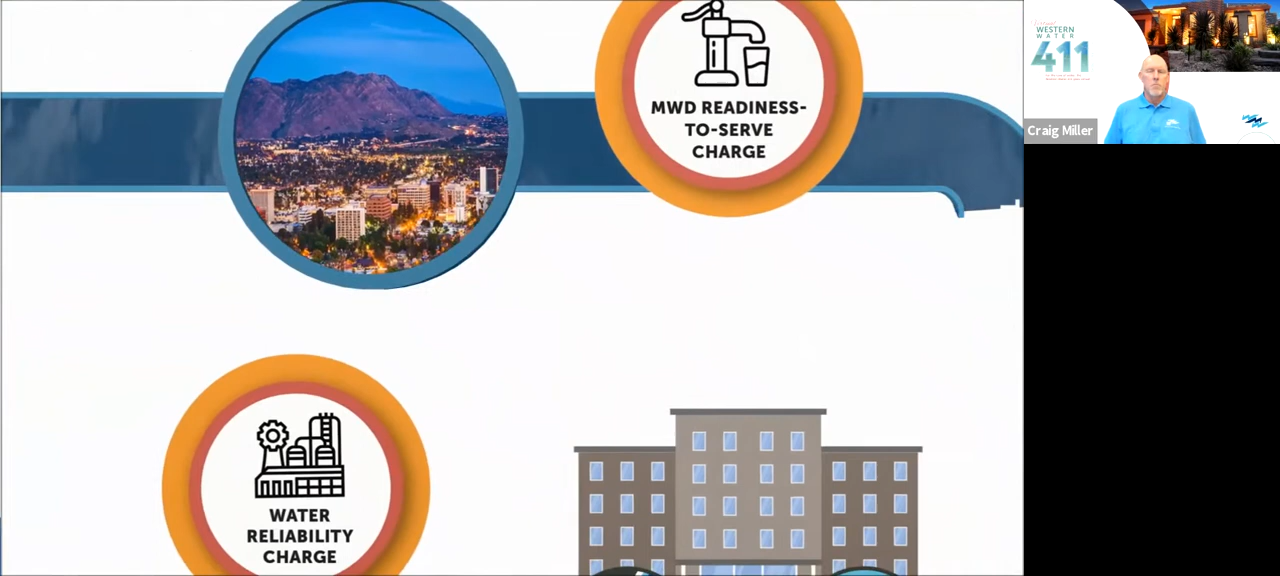 MWD READINESS-
TO-SERVE
CHARGE
WATER
RELIABILITY
CHARGE
WESTERN
WATER
411
Craig Miller